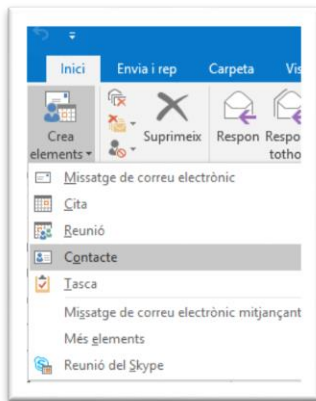 Inici Envia i rep Carpeta Vis
Crea elements
Suprimeix
Respon
Respo
totho
Missatge de correu electrònic
Cita
Reunió
Contacte
Tasca
Missatge de correu electrònic mitjançant
Més elements
Reunió del Skype